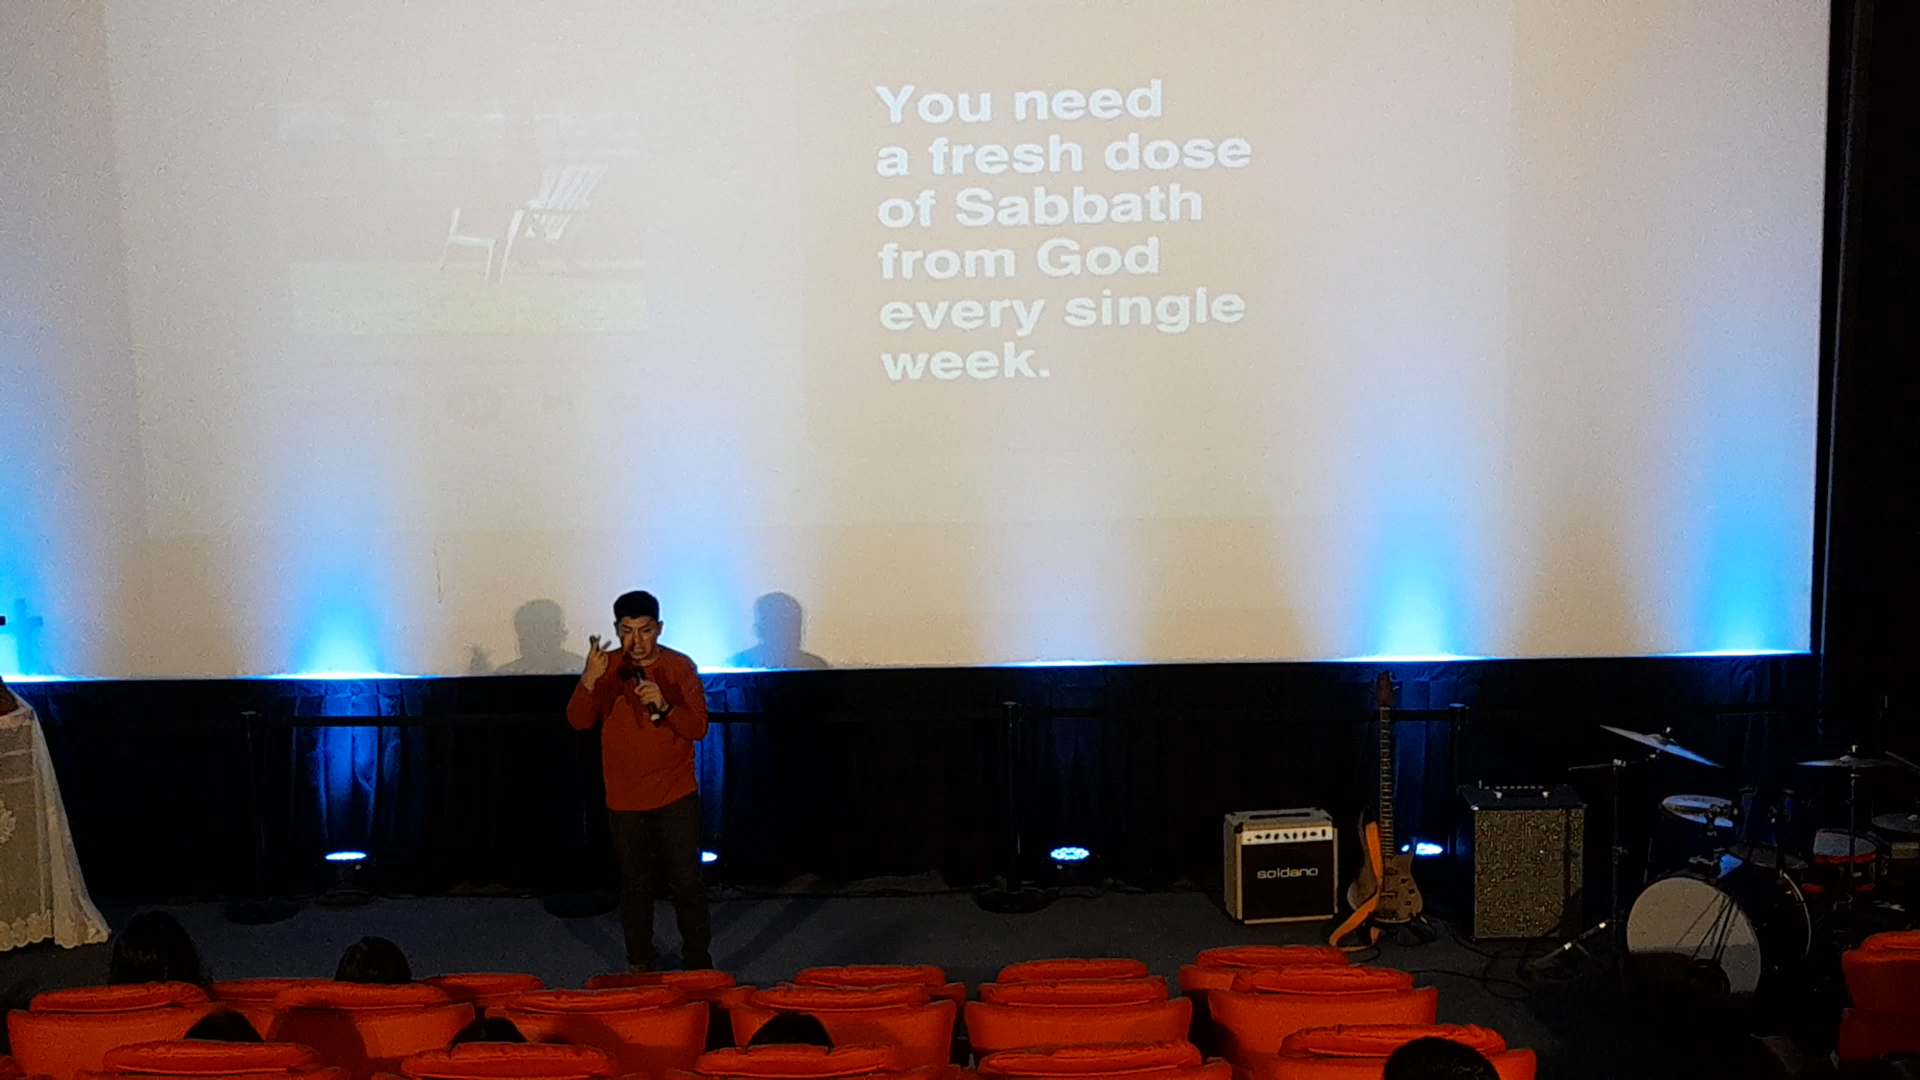 You need
a fresh dose
of Sabbath
from God
every single
week.
soldano